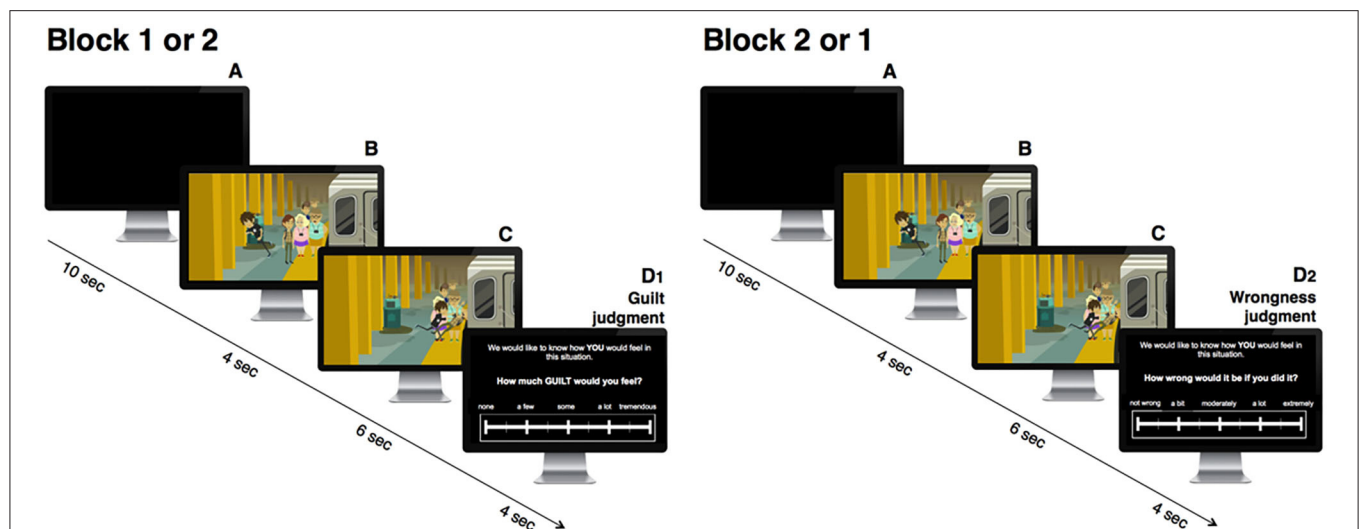 Block 1 or 2
A
B
C
D1
Guilt
judgment
10 sec
4 sec
6 sec
4 sec
We would like to know how YOU would feel in
this situation.
How much GUILT would you feel?
none a few some a lot tremendous
Block 2 or 1
A
B
C
D2
Wrongness
judgment
10 sec
4 sec
6 sec
4 sec
We would like to know how YOU would feel in
this situation.
How wrong would it be if you did it?
not wrong a bit moderately a lot extremely